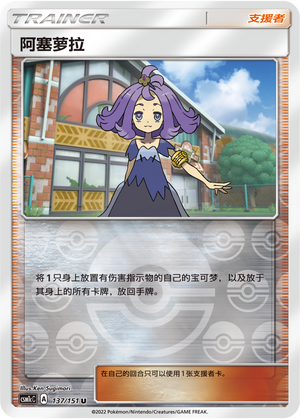 TRAINER
支援者
阿塞萝拉
将1只身上放置有伤害指示物的自己的宝可梦，以及放于
其身上的所有卡牌，放回手牌。
Illus. Ken Sugimori
在自己的回合只可以使用1张支援者卡。
CSM1cC A 137/151 U
©2022 Pokémon/Nintendo/Creatures/GAME FREAK.